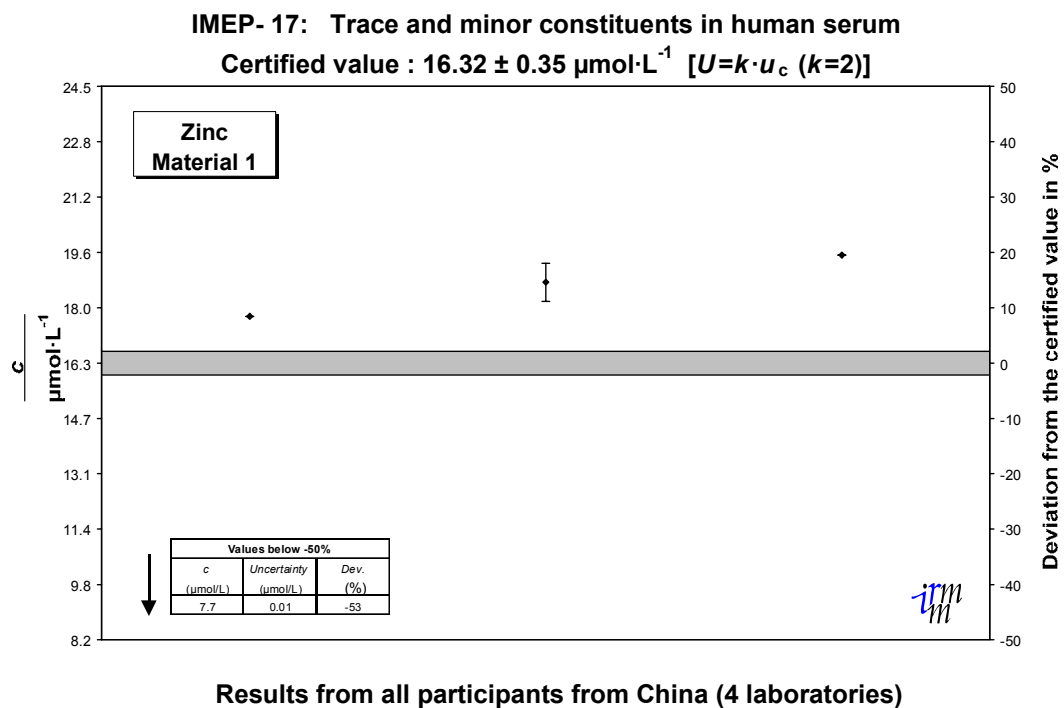 IMEP- 17: Trace and minor constituents in human serum
Certified value : 16.32 ± 0.35 µmol·L⁻¹ [U=k·u_c (k=2)]
Zinc
Material 1
24.5
22.8
21.2
19.6
18.0
16.3
14.7
13.1
11.4
9.8
8.2
c
µmol·L⁻¹
50
40
30
20
10
0
-10
-20
-30
-40
-50
Deviation from the certified value in %
Values below -50%
c Uncertainty Dev.
(µmol/L) (µmol/L) (%)
7.7 0.01 -53
irmm
Results from all participants from China (4 laboratories)